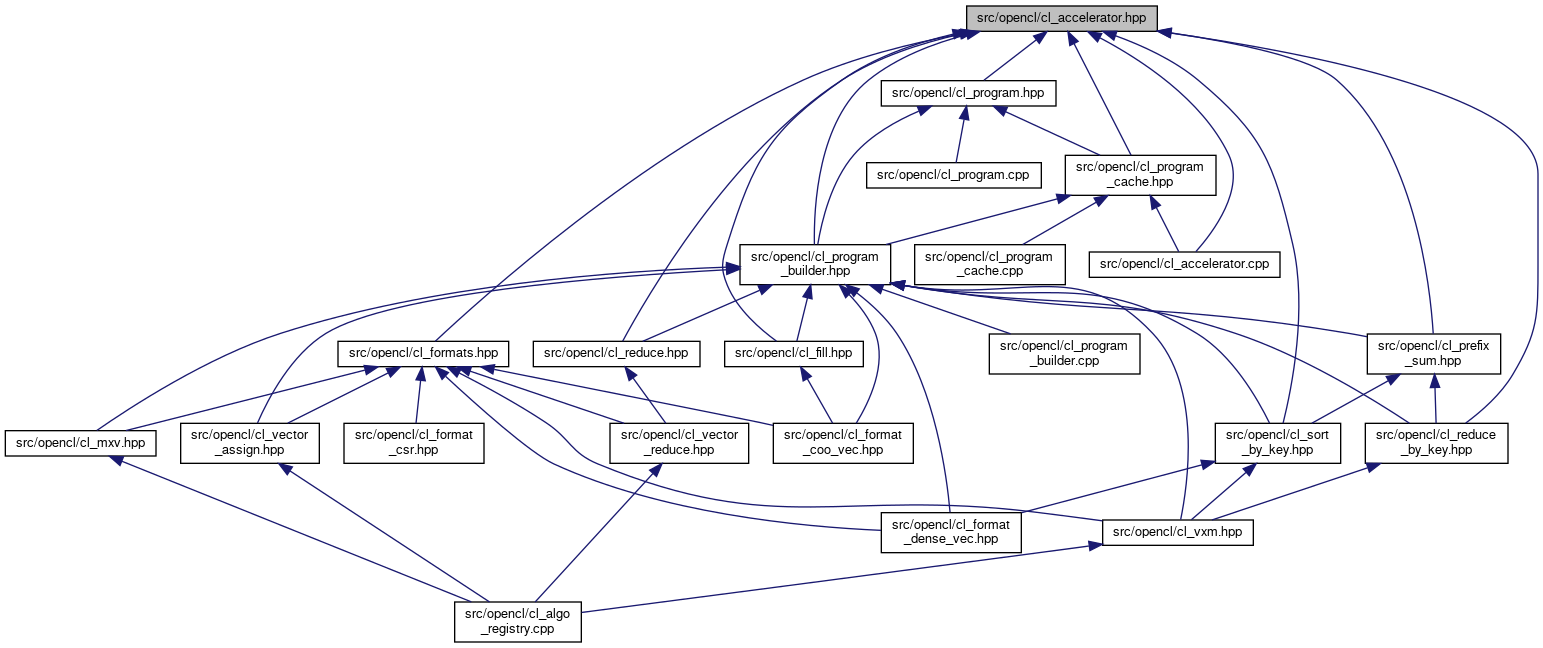 src/opencl/cl_accelerator.hpp
src/opencl/cl_program.hpp
src/opencl/cl_program.cpp
src/opencl/cl_program
_cache.hpp
src/opencl/cl_program
_builder.hpp
src/opencl/cl_program
_cache.cpp
src/opencl/cl_accelerator.cpp
src/opencl/cl_formats.hpp
src/opencl/cl_reduce.hpp
src/opencl/cl_fill.hpp
src/opencl/cl_program
_builder.cpp
src/opencl/cl_prefix
_sum.hpp
src/opencl/cl_mxv.hpp
src/opencl/cl_vector
_assign.hpp
src/opencl/cl_format
_csr.hpp
src/opencl/cl_vector
_reduce.hpp
src/opencl/cl_format
_coo_vec.hpp
src/opencl/cl_sort
_by_key.hpp
src/opencl/cl_reduce
_by_key.hpp
src/opencl/cl_format
_dense_vec.hpp
src/opencl/cl_vxm.hpp
src/opencl/cl_algo
_registry.cpp